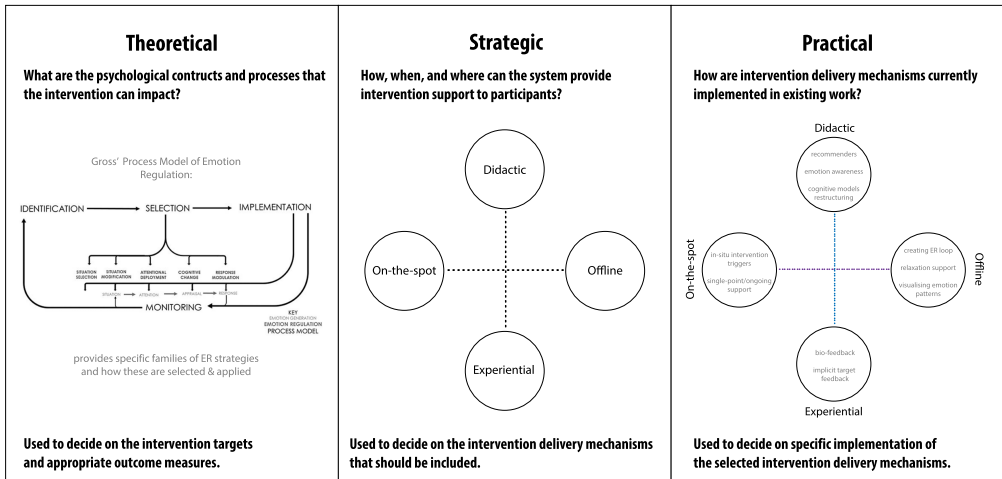 Theoretical
What are the psychological contructs and processes that
the intervention can impact?
Gross' Process Model of Emotion
Regulation:
IDENTIFICATION
SELECTION
IMPLEMENTATION
SITUATION
SELECTION
SITUATION
MODIFICATION
ATTENTIONAL
DEPLOYMENT
COGNITIVE
CHANGE
RESPONSE
MODULATION
SITUATION
ATTENTION
APPRAISAL
RESPONSE
MONITORING
KEY
EMOTION GENERATION
EMOTION REGULATION
PROCESS MODEL
provides specific families of ER strategies
and how these are selected & applied
Used to decide on the intervention targets
and appropriate outcome measures.
Strategic
How, when, and where can the system provide
intervention support to participants?
Didactic
On-the-spot
Offline
Experiential
Used to decide on the intervention delivery mechanisms
that should be included.
Practical
How are intervention delivery mechanisms currently
implemented in existing work?
Didactic
recommenders
emotion awareness
cognitive models
restructuring
On-the-spot
in-situ intervention
triggers
single-point/ongoing
support
creating ER loop
relaxation support
visualising emotion
patterns
Offline
bio-feedback
implicit target
feedback
Experiential
Used to decide on specific implementation of
the selected intervention delivery mechanisms.